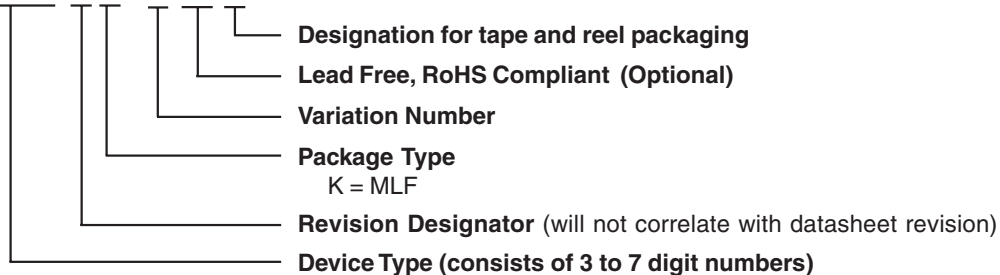 Designation for tape and reel packaging
Lead Free, RoHS Compliant (Optional)
Variation Number
Package Type
K = MLF
Revision Designator (will not correlate with datasheet revision)
Device Type (consists of 3 to 7 digit numbers)